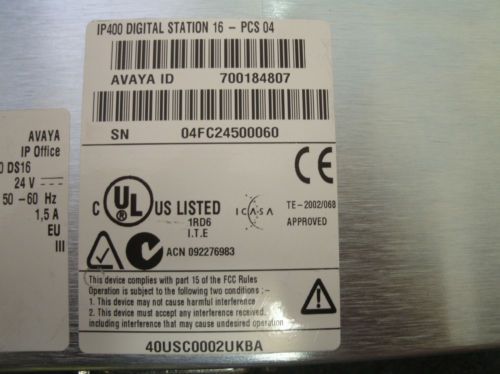 IP400 DIGITAL STATION 16 - PCS 04
AVAYA ID 700184807
SN 04FC24500060
CE
C UL US LISTED
1RD6
I.T.E
ICASA
TE-2002/068
APPROVED
ACN 092276983
This device complies with part 15 of the FCC Rules
Operation is subject to the following two conditions : -
1. This device may not cause harmful interference
2. This device must accept any interference received,
including interference that may cause undesired operation
40USC0002UKBA
AVAYA
IP Office
0 DS16
24 V
50 -60 Hz
1,5 A
EU
III